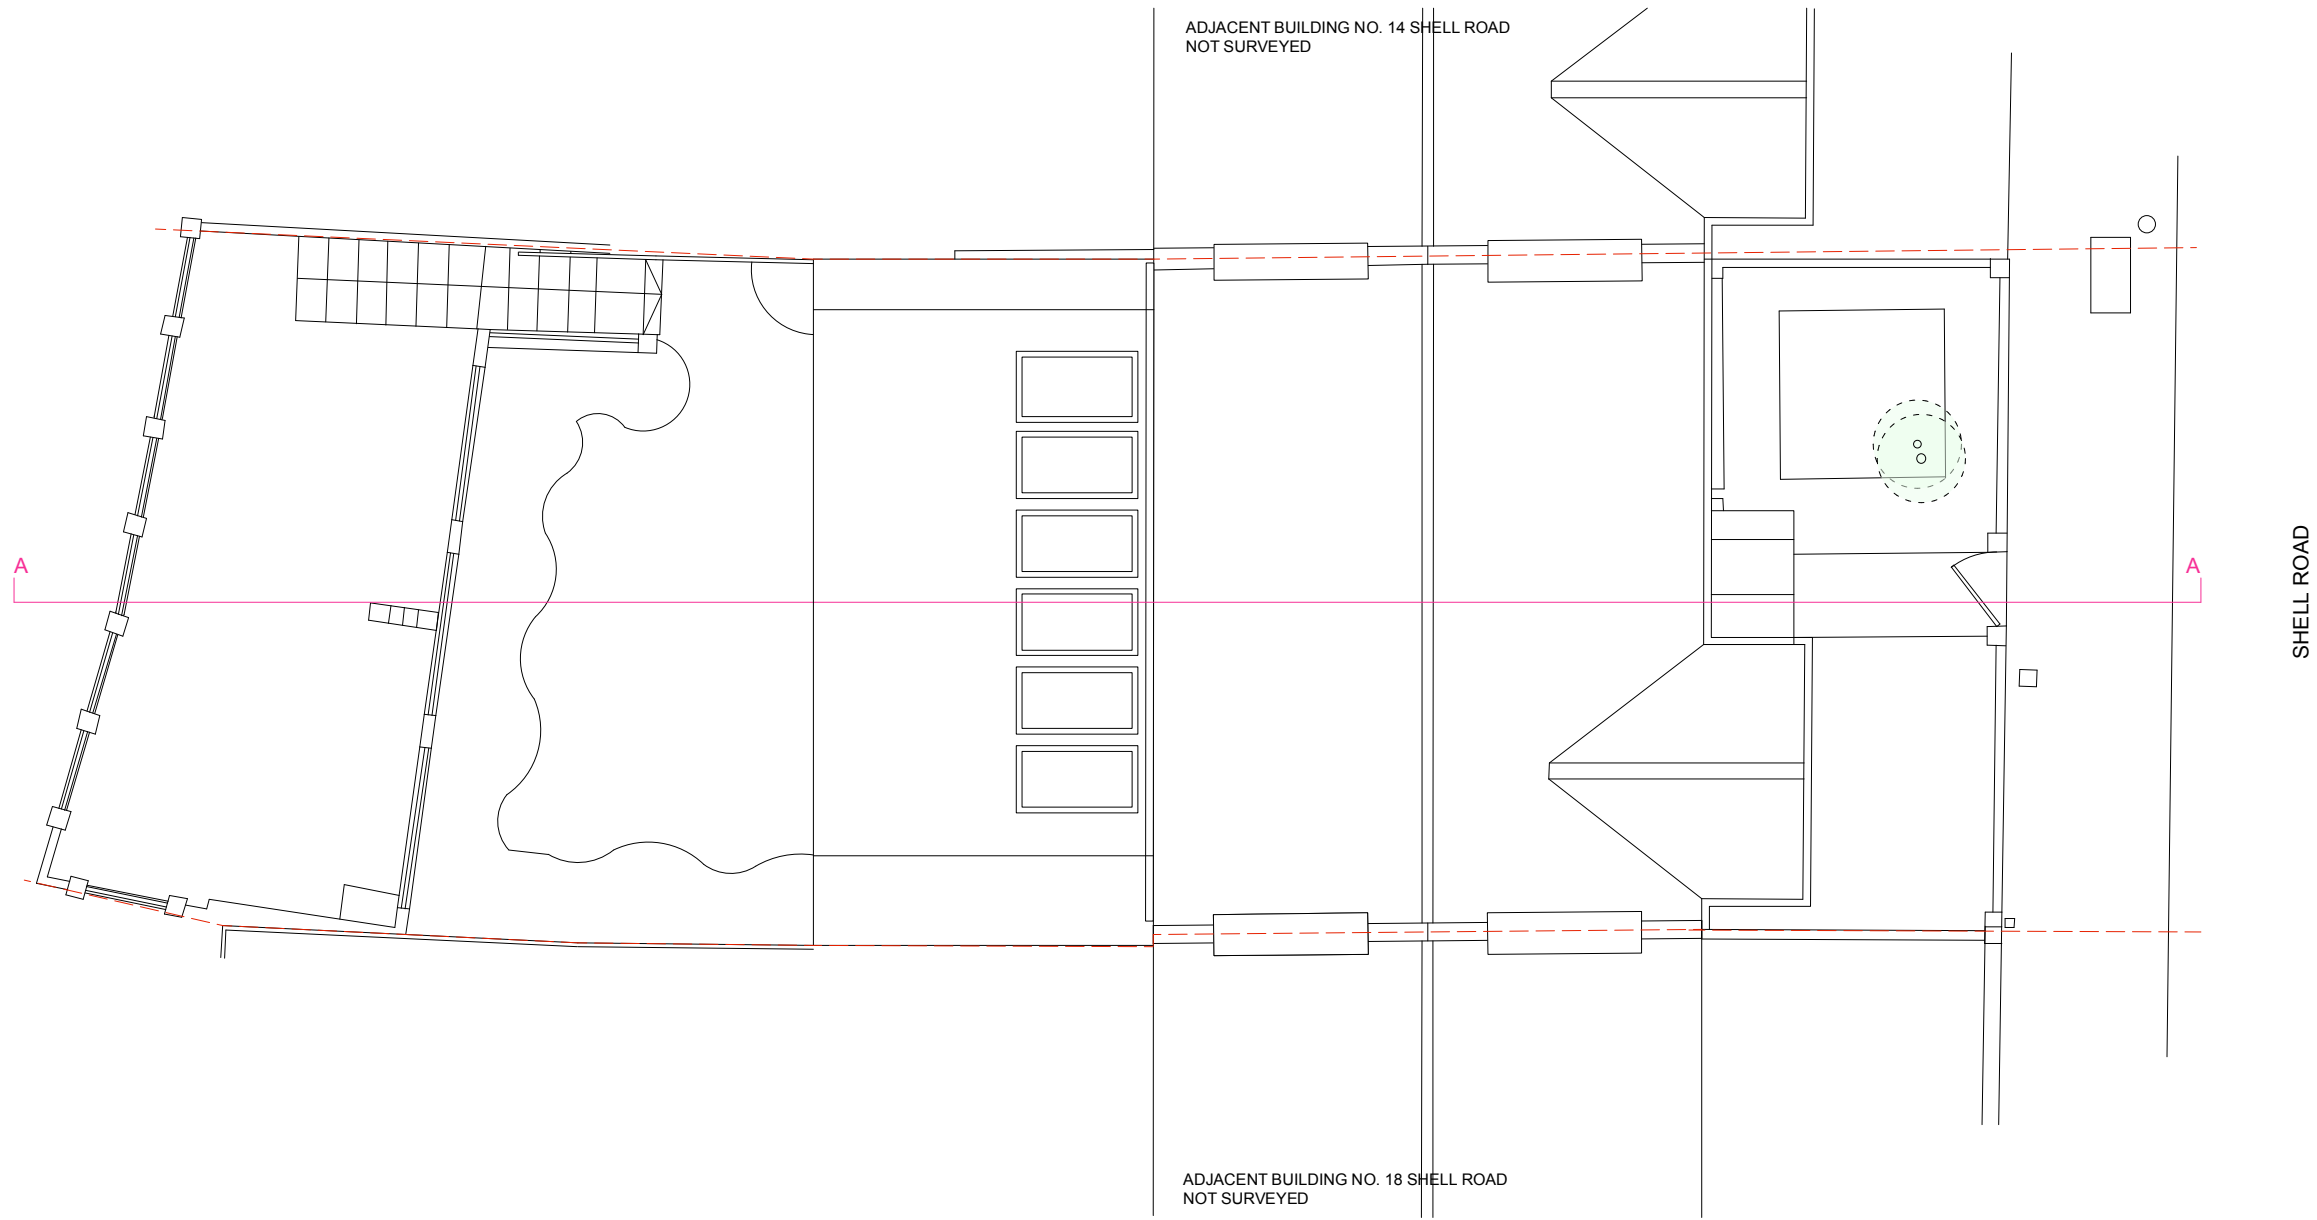 ADJACENT BUILDING NO. 14 SHELL ROAD
NOT SURVEYED
A
A
SHELL ROAD
ADJACENT BUILDING NO. 18 SHELL ROAD
NOT SURVEYED